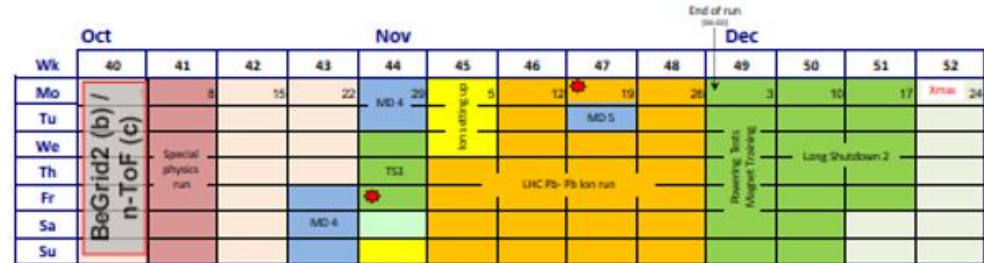 End of run
[06:00]
Oct Nov Dec
Wk 40 41 42 43 44 45 46 47 48 49 50 51 52
Mo 8 15 22 29 5 12 19 26 3 10 17 Xmas 24
MD 4
Tu MD 5
We
Th TS3
Fr
Sa MD 4
Su
BeGrid2 (b) /
n-ToF (c)
Special
physics
run
Ion setting up
LHC Pb- Pb Ion run
Powering Tests
Magnet Training
Long Shutdown 2